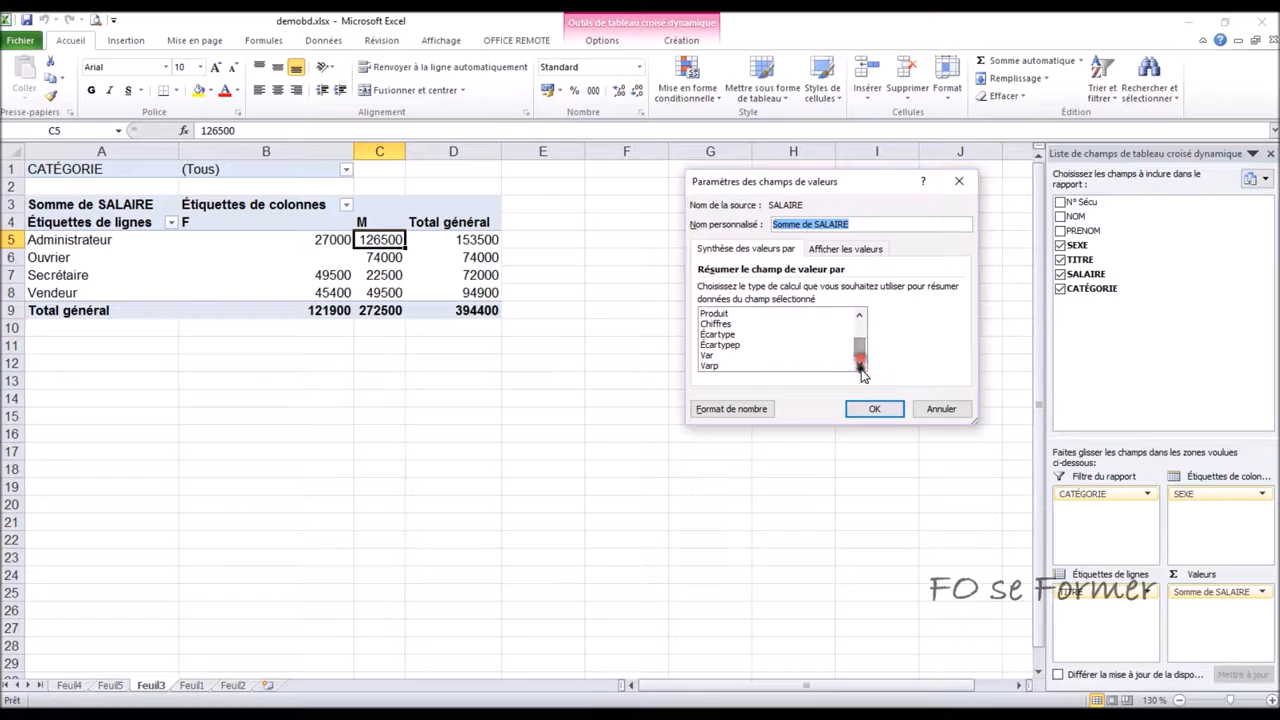 demobd.xlsx - Microsoft Excel
Outils de tableau croisé dynamique
Fichier Accueil Insertion Mise en page Formules Données Révision Affichage OFFICE REMOTE Options Création
Coller
Arial 10
Renvoyer à la ligne automatiquement
Standard
Mise en forme conditionnelle
Mettre sous forme de tableau
Styles de cellules
Insérer Supprimer Format
Σ Somme automatique
Remplissage
Effacer
Trier et filtrer
Rechercher et sélectionner
G I S
Fusionner et centrer
% 000
Presse-papiers Police Alignement Nombre Style Cellules Édition
C5 fx 126500
A B C D E F G H I J
1 CATÉGORIE (Tous)
2
3 Somme de SALAIRE Étiquettes de colonnes
4 Étiquettes de lignes F M Total général
5 Administrateur 27000 126500 153500
6 Ouvrier 74000 74000
7 Secrétaire 49500 22500 72000
8 Vendeur 45400 49500 94900
9 Total général 121900 272500 394400
10
11
12
13
14
15
16
17
18
19
20
21
22
23
24
25
26
27
28
29
Paramètres des champs de valeurs
?
Nom de la source : SALAIRE
Nom personnalisé : Somme de SALAIRE
Synthèse des valeurs par Afficher les valeurs
Résumer le champ de valeur par
Choisissez le type de calcul que vous souhaitez utiliser pour résumer
données du champ sélectionné
Produit
Chiffres
Écartype
Écartypep
Var
Varp
Format de nombre OK Annuler
Liste de champs de tableau croisé dynamique
Choisissez les champs à inclure dans le
rapport :
N° Sécu
NOM
PRENOM
SEXE
TITRE
SALAIRE
CATÉGORIE
Faites glisser les champs dans les zones voulues
ci-dessous:
Filtre du rapport Étiquettes de colon...
CATÉGORIE SEXE
Étiquettes de lignes Σ Valeurs
TITRE Somme de SALAIRE
FO se Former
Différer la mise à jour de la dispo... Mettre à jour
Feuil4 Feuil5 Feuil3 Feuil1 Feuil2
Prêt 130 %